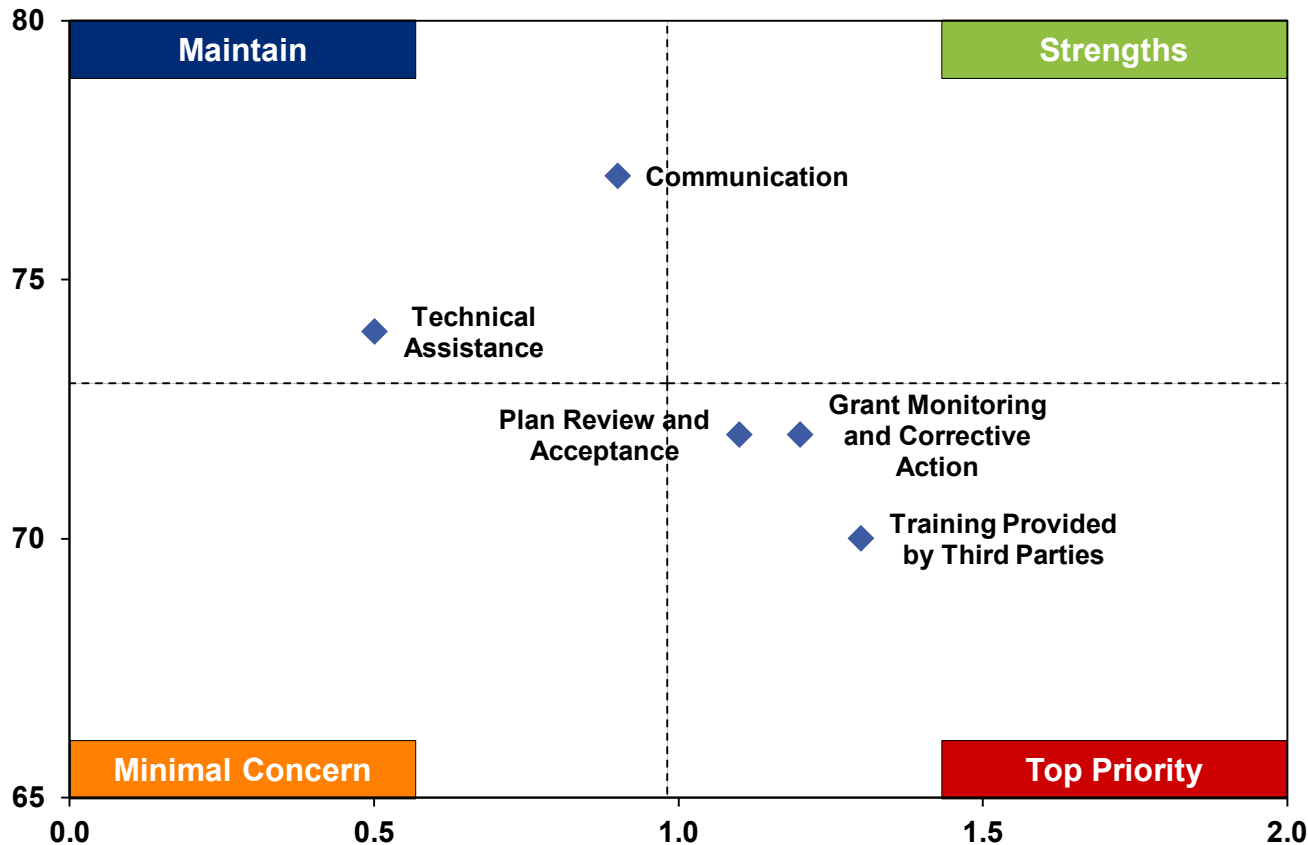 80
Maintain
Strengths
Communication
75
Technical
Assistance
Plan Review and
Acceptance
Grant Monitoring
and Corrective
Action
70
Training Provided
by Third Parties
Minimal Concern
Top Priority
65
0.0
0.5
1.0
1.5
2.0